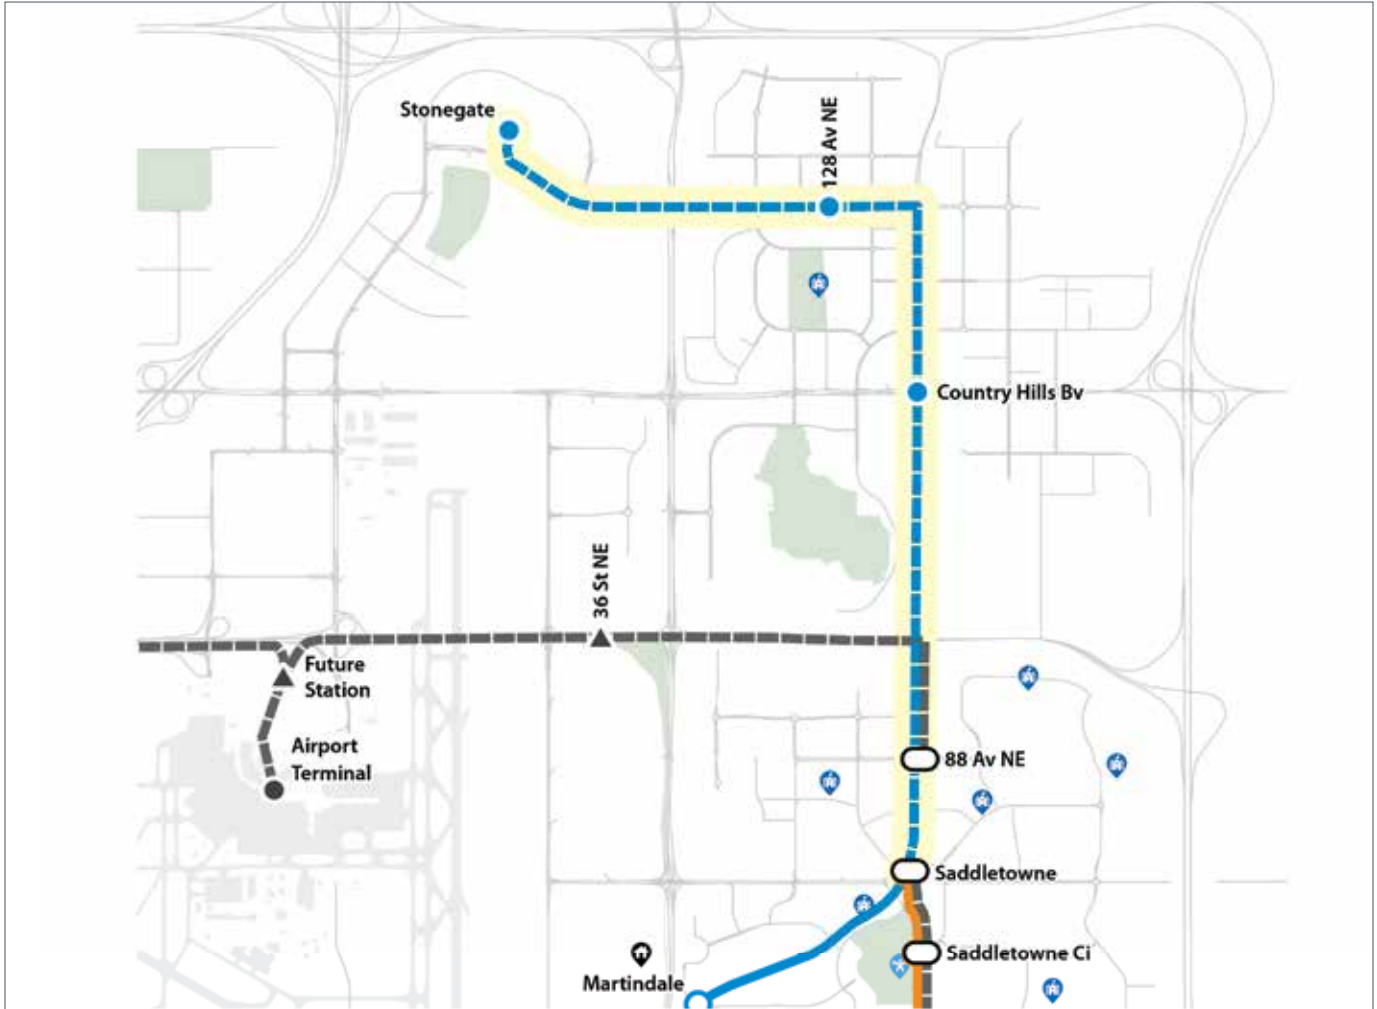 Stonegate
128 Av NE
Country Hills Bv
36 St NE
Future
Station
Airport
Terminal
88 Av NE
Saddletowne
Saddletowne Ci
Martindale